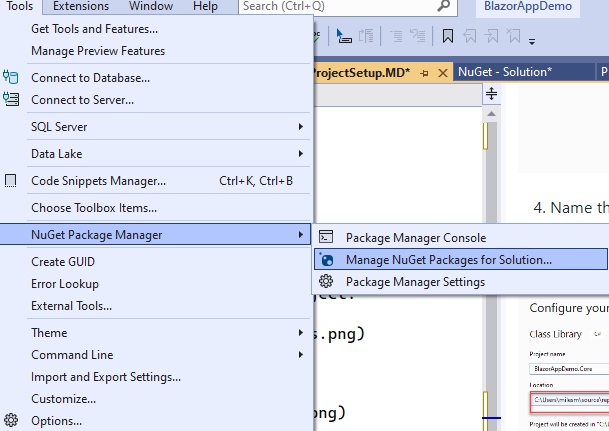 Tools Extensions Window Help Search (Ctrl+Q) BlazorAppDemo
Get Tools and Features...
Manage Preview Features
ProjectSetup.MD* NuGet - Solution* P
Connect to Database...
Connect to Server...
SQL Server
Data Lake
Code Snippets Manager... Ctrl+K, Ctrl+B
Choose Toolbox Items...
4. Name th
NuGet Package Manager
Package Manager Console
Manage NuGet Packages for Solution...
Package Manager Settings
Create GUID
Error Lookup
External Tools...
Configure your
Theme
s.png)
Class Library C#
Command Line
Project name
BlazorAppDemo.Core
Import and Export Settings...
Location
Customize...
C:\Users\milesm\source\rep
png)
Options...
Project will be created in "C:\